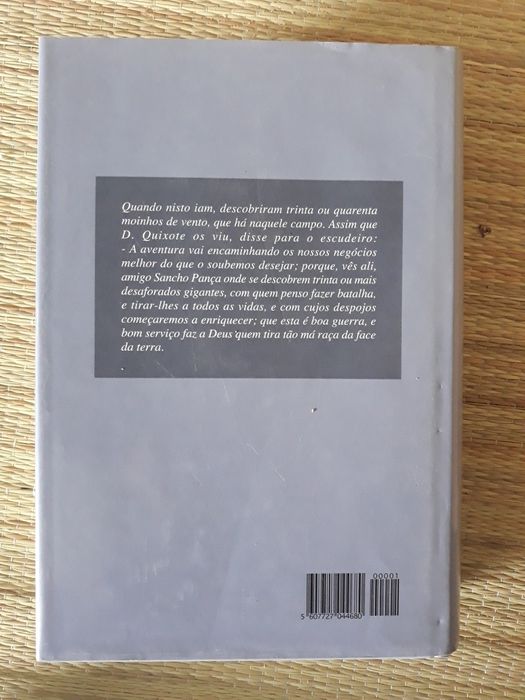 Quando nisto iam, descobriram trinta ou quarenta
moinhos de vento, que há naquele campo. Assim que
D. Quixote os viu, disse para o escudeiro:
- A aventura vai encaminhando os nossos negócios
melhor do que o soubemos desejar; porque, vês ali,
amigo Sancho Pança onde se descobrem trinta ou mais
desaforados gigantes, com quem penso fazer batalha,
e tirar-lhes a todos as vidas, e com cujos despojos
começaremos a enriquecer; que esta é boa guerra, e
bom serviço faz a Deus quem tira tão má raça da face
da terra.
00001
5 607727 044680